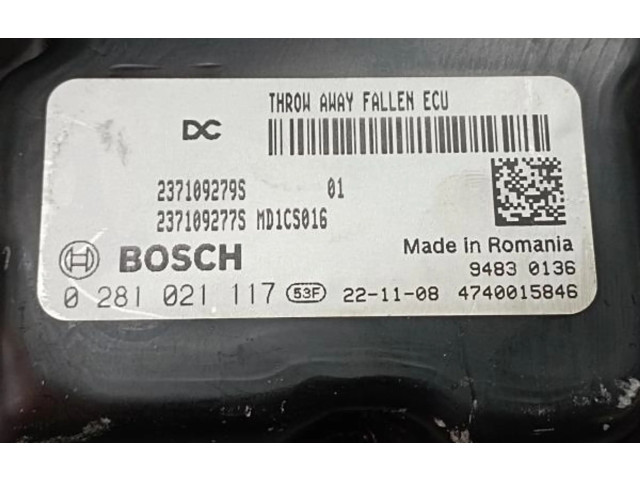 THROW AWAY FALLEN ECU
DC
237109279S 01
237109277S MD1CS016
BOSCH
Made in Romania
9483 0136
0 281 021 117 53F 22-11-08 4740015846